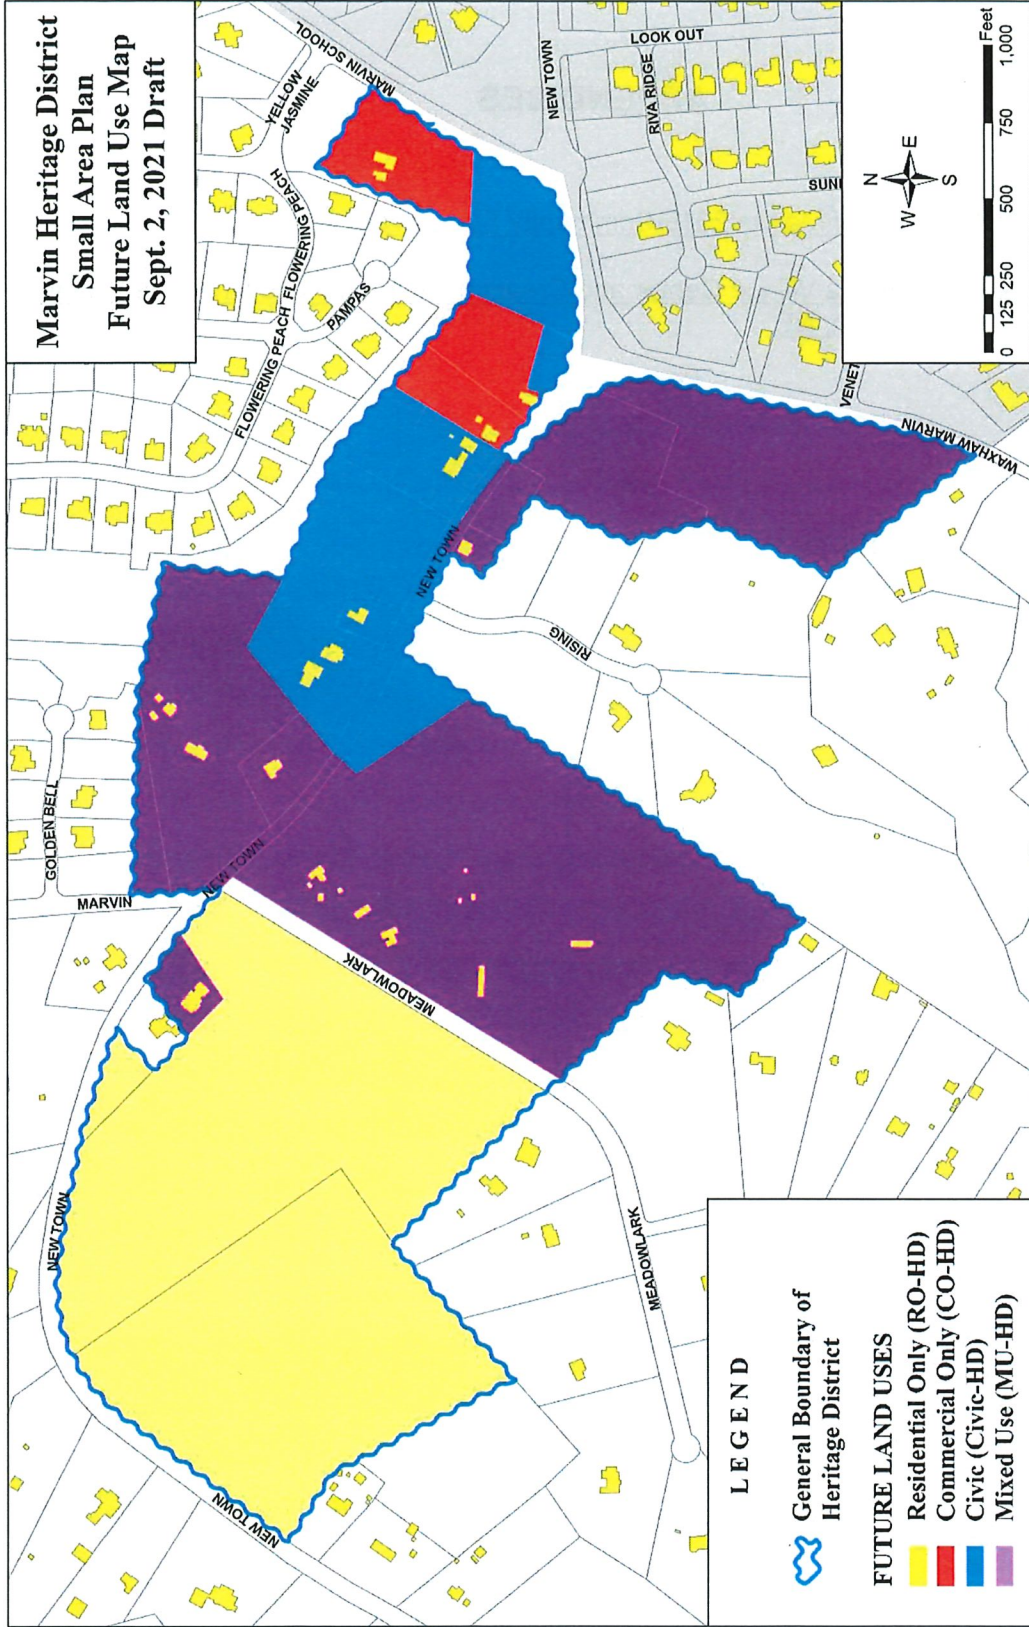 Marvin Heritage District
Small Area Plan
Future Land Use Map
Sept. 2, 2021 Draft
YELLOW
JASMINE
MARVIN SCHOOL
FLOWERING PEACH
FLOWERING PEACH
PAMPAS
NEW TOWN
LOOK OUT
RIVA RIDGE
GOLDEN BELL
MARVIN
NEW TOWN
NEW TOWN
NEW TOWN
NEW TOWN
RISING
MEADOWLARK
MEADOWLARK
WAXHAW MARVIN
N
W E
S
0 125 250 500 750 1,000
Feet
LEGEND
General Boundary of
Heritage District
FUTURE LAND USES
Residential Only (RO-HD)
Commercial Only (CO-HD)
Civic (Civic-HD)
Mixed Use (MU-HD)